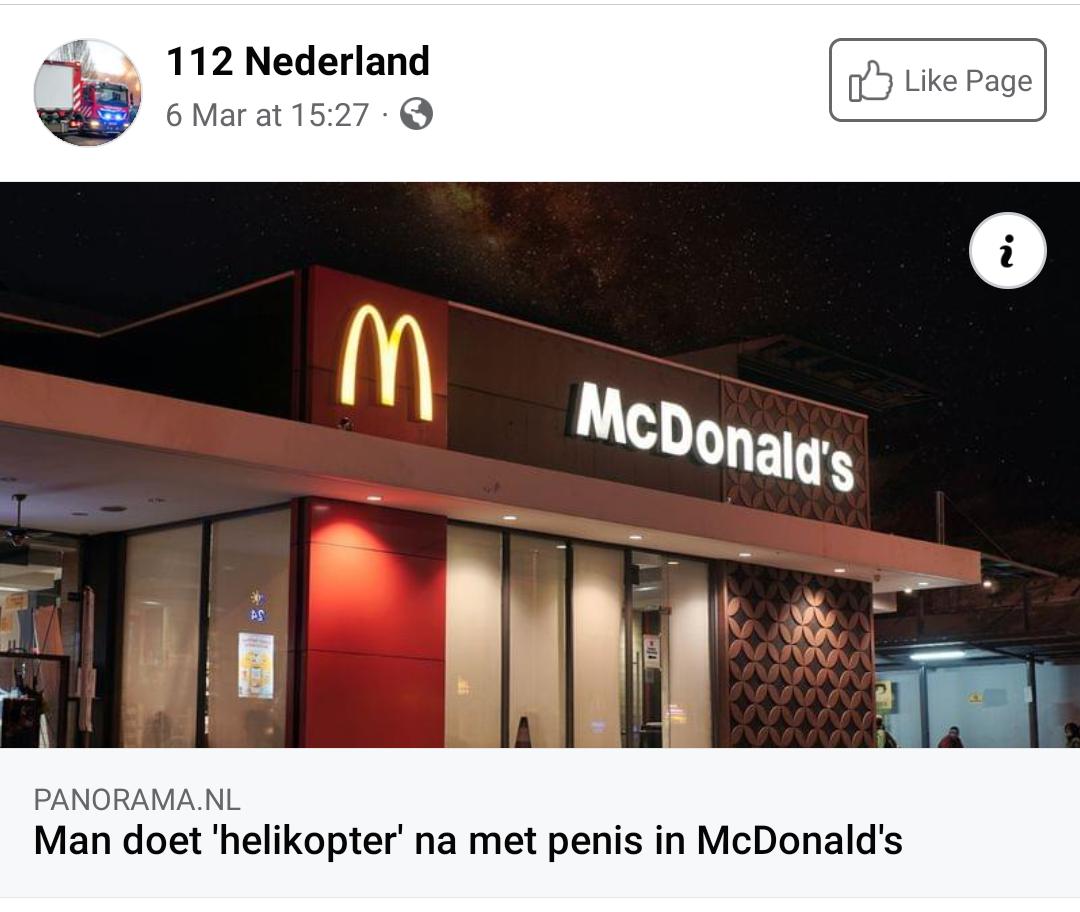 112 Nederland
6 Mar at 15:27 ·
Like Page
i
M
McDonald's
24
PANORAMA.NL
Man doet 'helikopter' na met penis in McDonald's